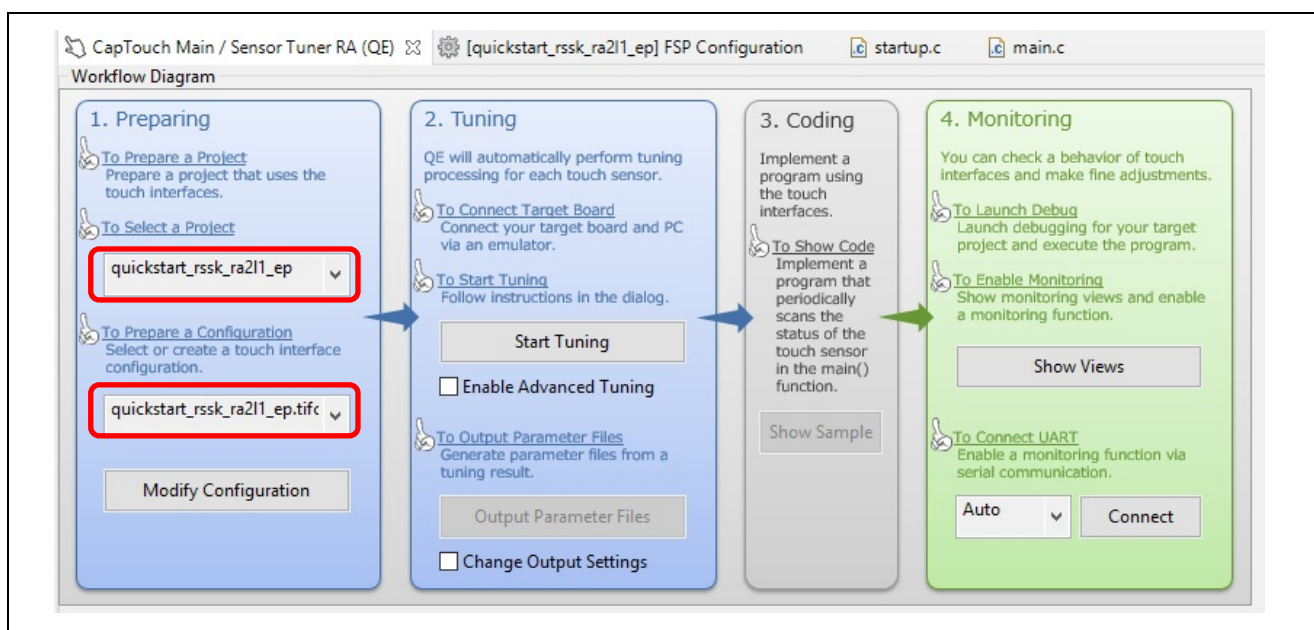 CapTouch Main / Sensor Tuner RA (QE)
[quickstart_rssk_ra2l1_ep] FSP Configuration
startup.c
main.c
Workflow Diagram
1. Preparing
To Prepare a Project
Prepare a project that uses the
touch interfaces.
To Select a Project
quickstart_rssk_ra2l1_ep
To Prepare a Configuration
Select or create a touch interface
configuration.
quickstart_rssk_ra2l1_ep.tifc
Modify Configuration
2. Tuning
QE will automatically perform tuning
processing for each touch sensor.
To Connect Target Board
Connect your target board and PC
via an emulator.
To Start Tuning
Follow instructions in the dialog.
Start Tuning
Enable Advanced Tuning
To Output Parameter Files
Generate parameter files from a
tuning result.
Output Parameter Files
Change Output Settings
3. Coding
Implement a
program using
the touch
interfaces.
To Show Code
Implement a
program that
periodically
scans the
status of the
touch sensor
in the main()
function.
Show Sample
4. Monitoring
You can check a behavior of touch
interfaces and make fine adjustments.
To Launch Debug
Launch debugging for your target
project and execute the program.
To Enable Monitoring
Show monitoring views and enable
a monitoring function.
Show Views
To Connect UART
Enable a monitoring function via
serial communication.
Auto
Connect